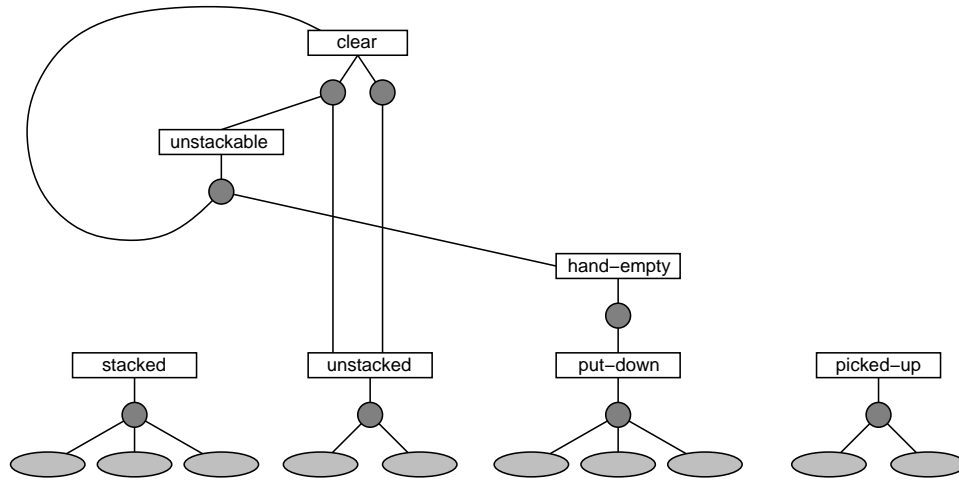 clear
unstackable
hand−empty
stacked
unstacked
put−down
picked−up